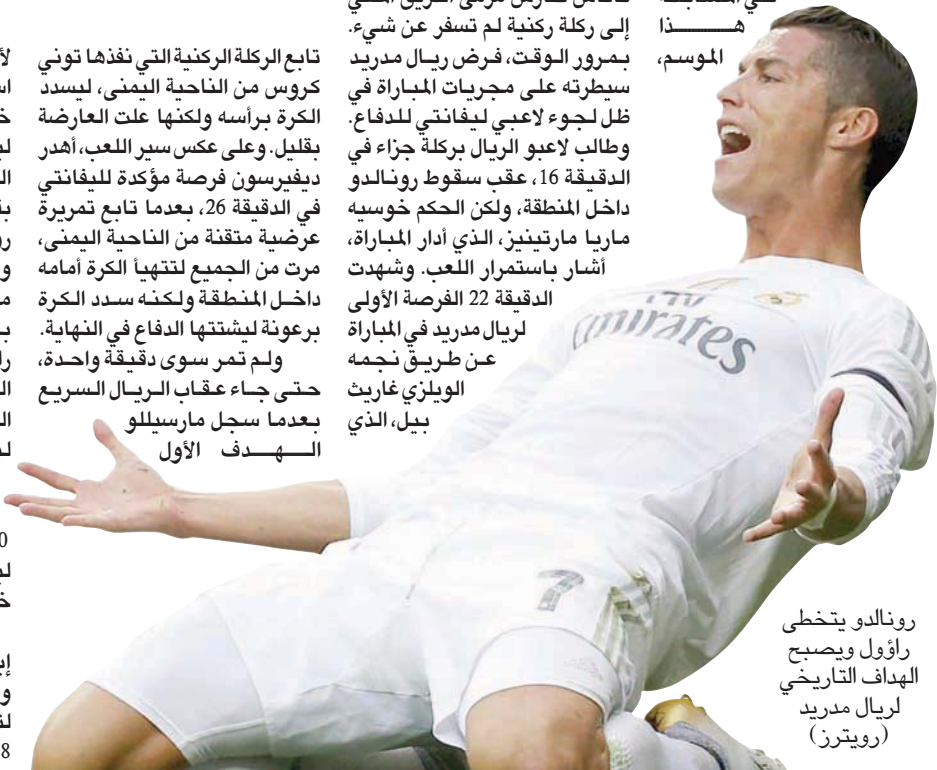 هـــــــذا
الموسم،
إلى ركلة ركنية لم تسفر عن شيء.
بمرور الوقت، فرض ريال مدريد
سيطرته على مجريات المباراة في
ظل لجوء لاعبي ليفانتي للدفاع.
وطالب لاعبو الريال بركلة جزاء في
الدقيقة 16، عقب سقوط رونالدو
داخل المنطقة، ولكن الحكم خوسيه
ماريا مارتينيز، الذي أدار المباراة،
أشار باستمرار اللعب. وشهدت
الدقيقة 22 الفرصة الأولى
لريال مدريد في المباراة
عن طريق نجمه
الويلزي غاريث
بيل، الذي
تابع الركلة الركنية التي نفذها توني
كروس من الناحية اليمنى، ليسدد
الكرة برأسه ولكنها علت العارضة
بقليل. وعلى عكس سير اللعب، أهدر
ديفيرسون فرصة مؤكدة لليفانتي
في الدقيقة 26، بعدما تابع تمريرة
عرضية متقنة من الناحية اليمنى،
مرت من الجميع لتتهيأ الكرة أمامه
داخل المنطقة ولكنه سدد الكرة
برعونة ليشتتها الدفاع في النهاية.
ولم تمر سوى دقيقة واحدة،
حتى جاء عقاب الريال السريع
بعدما سجل مارسيللو
الـــــهـــــدف الأول
Fly
Emirates
7
رونالدو يتخطى
راؤول ويصبح
الهداف التاريخي
لريال مدريد
(رويترز)